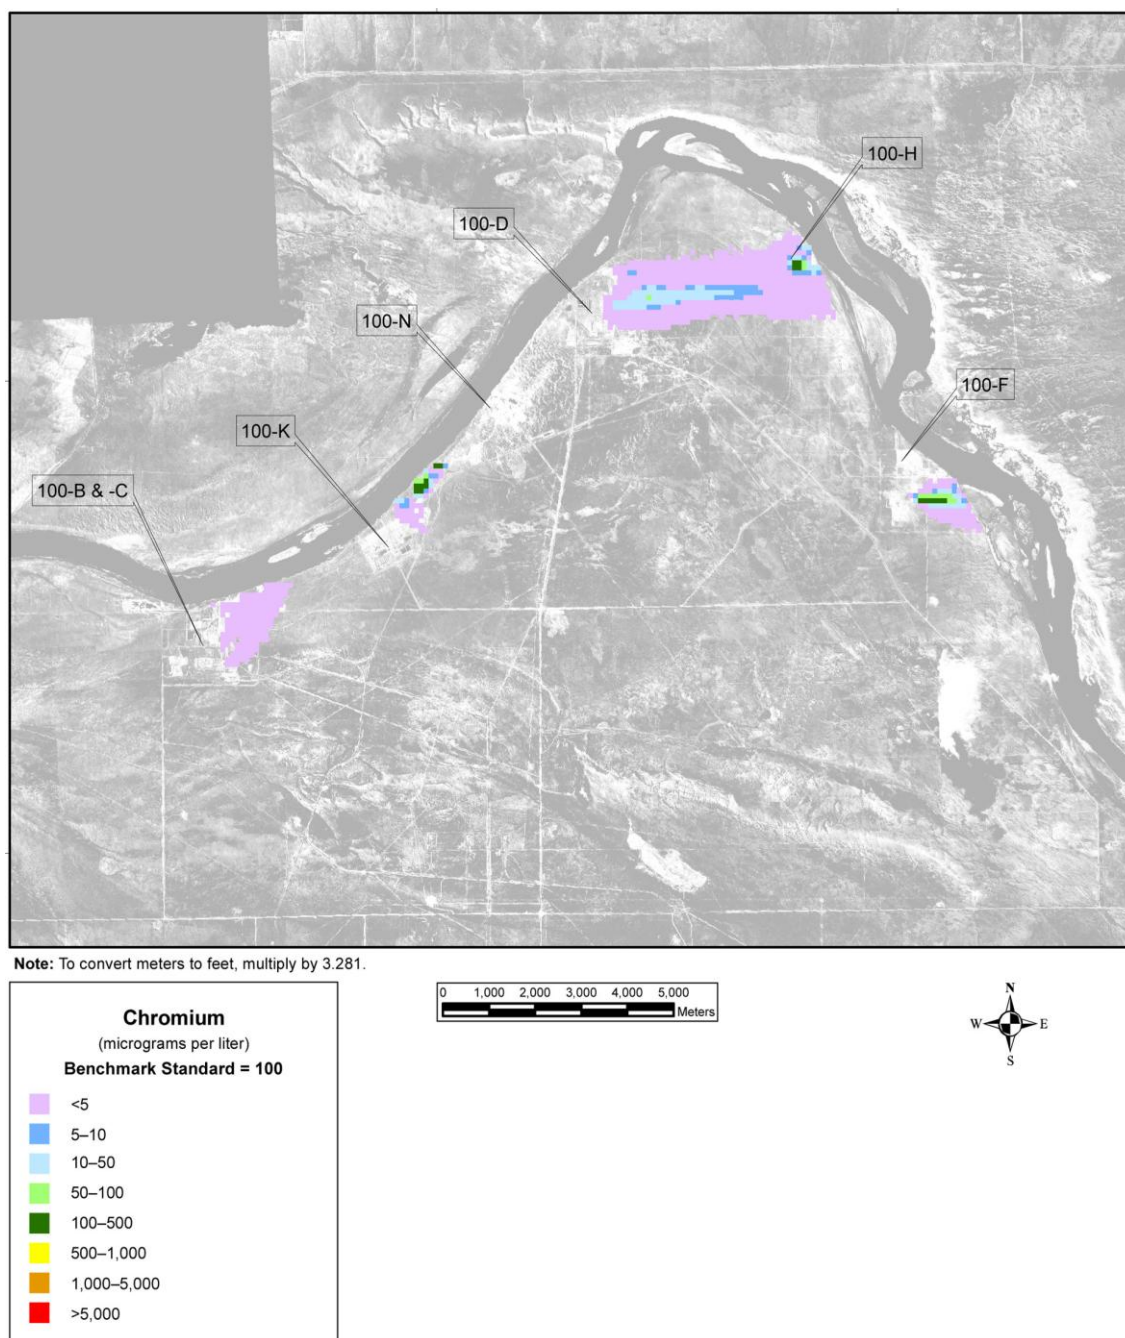 100-H
100-D
100-N
100-F
100-K
100-B & -C
Note: To convert meters to feet, multiply by 3.281.
0 1,000 2,000 3,000 4,000 5,000
Meters
N
W E
S
Chromium
(micrograms per liter)
Benchmark Standard = 100
<5
5–10
10–50
50–100
100–500
500–1,000
1,000–5,000
>5,000